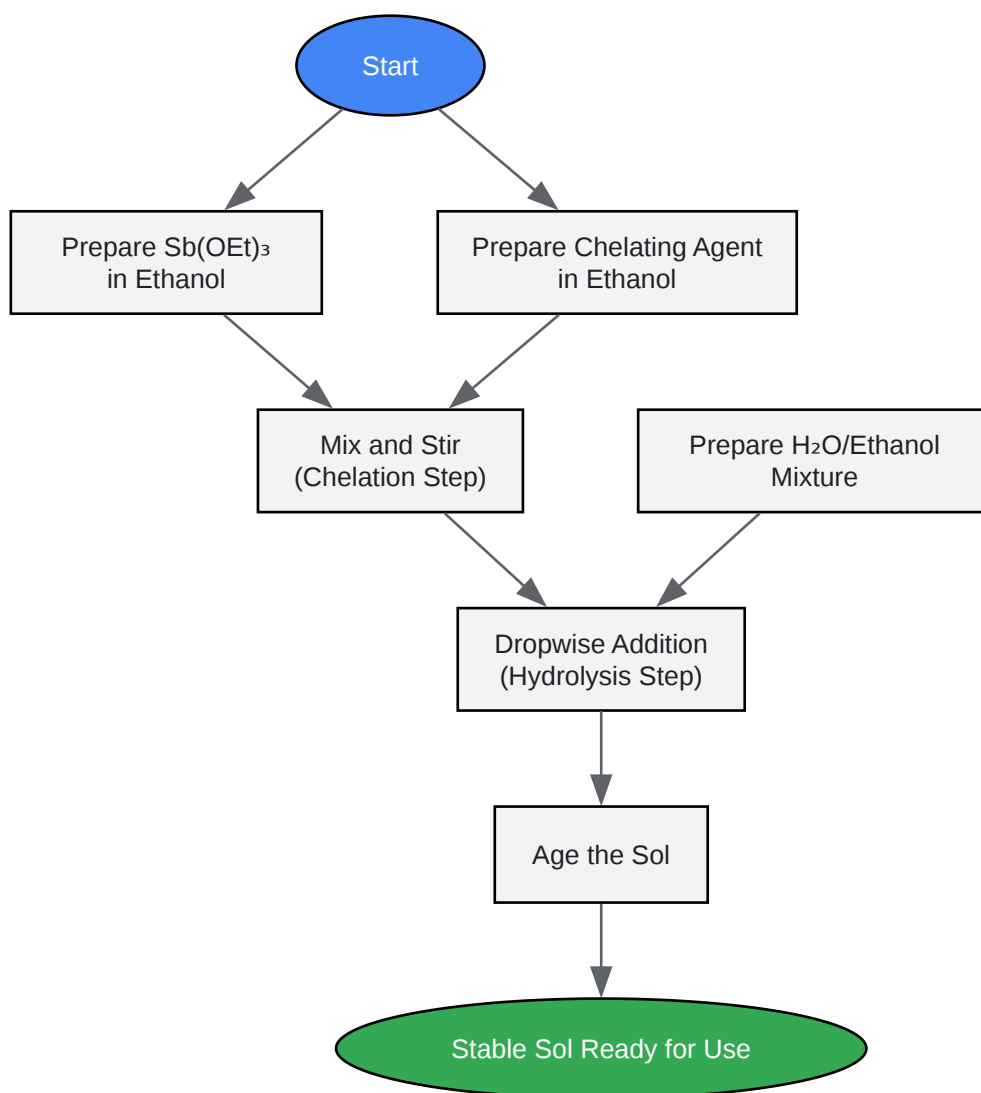 Start
Prepare Sb(OEt)₃
in Ethanol
Prepare Chelating Agent
in Ethanol
Mix and Stir
(Chelation Step)
Prepare H₂O/Ethanol
Mixture
Dropwise Addition
(Hydrolysis Step)
Age the Sol
Stable Sol Ready for Use